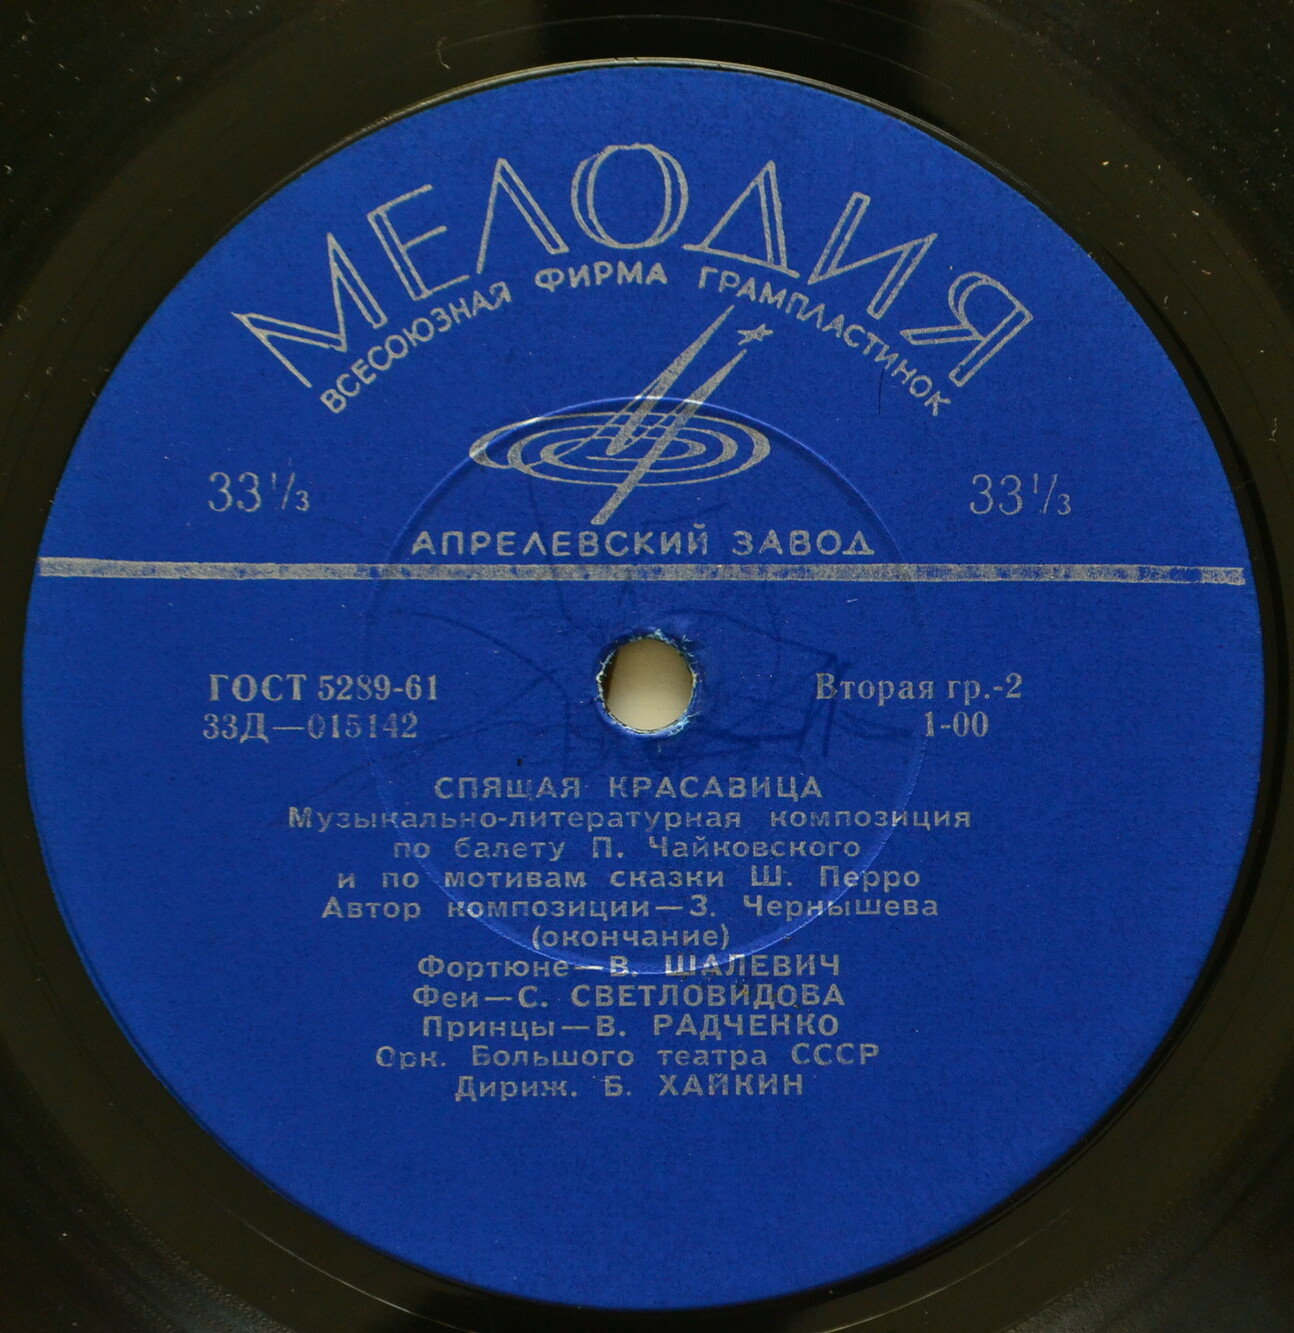 МЕЛОДИЯ
ВСЕСОЮЗНАЯ ФИРМА ГРАМПЛАСТИНОК
33⅓ 33⅓
АПРЕЛЕВСКИЙ ЗАВОД
ГОСТ 5289-61 Вторая гр.-2
33Д—015142 1-00
СПЯЩАЯ КРАСАВИЦА
Музыкально-литературная композиция
по балету П. Чайковского
и по мотивам сказки Ш. Перро
Автор композиции—З. Чернышева
(окончание)
Фортюне—В. ШАЛЕВИЧ
Феи—С. СВЕТЛОВИДОВА
Принцы—В. РАДЧЕНКО
Орк. Большого театра СССР
Дириж. Б. ХАЙКИН